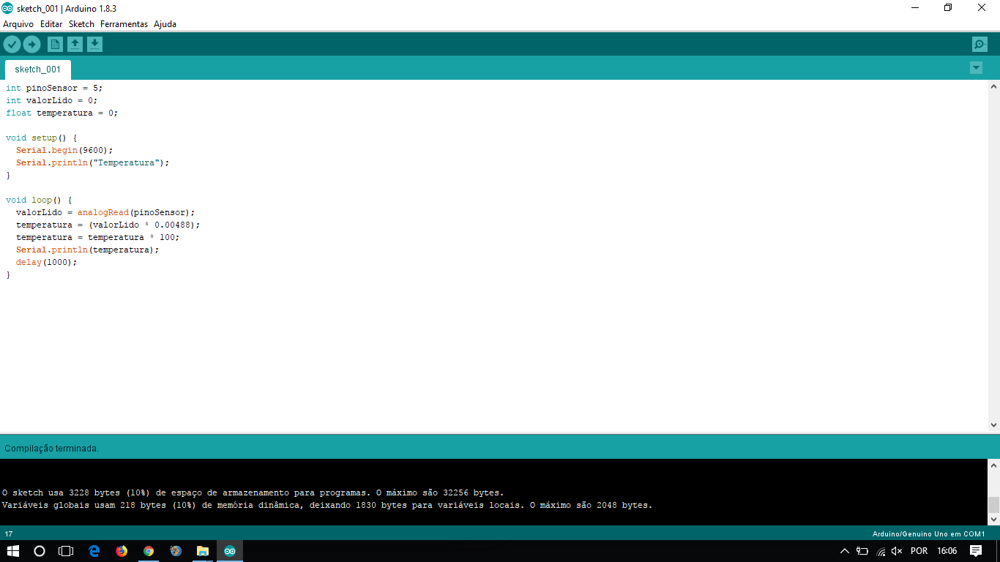 sketch_001 | Arduino 1.8.3
Arquivo Editar Sketch Ferramentas Ajuda
sketch_001
int pinoSensor = 5;
int valorLido = 0;
float temperatura = 0;
void setup() {
  Serial.begin(9600);
  Serial.println("Temperatura");
}
void loop() {
  valorLido = analogRead(pinoSensor);
  temperatura = (valorLido * 0.00488);
  temperatura = temperatura * 100;
  Serial.println(temperatura);
  delay(1000);
}
Compilação terminada.
O sketch usa 3228 bytes (10%) de espaço de armazenamento para programas. O máximo são 32256 bytes.
Variáveis globais usam 218 bytes (10%) de memória dinâmica, deixando 1830 bytes para variáveis locais. O máximo são 2048 bytes.
17 Arduino/Genuino Uno em COM1
POR 16:06